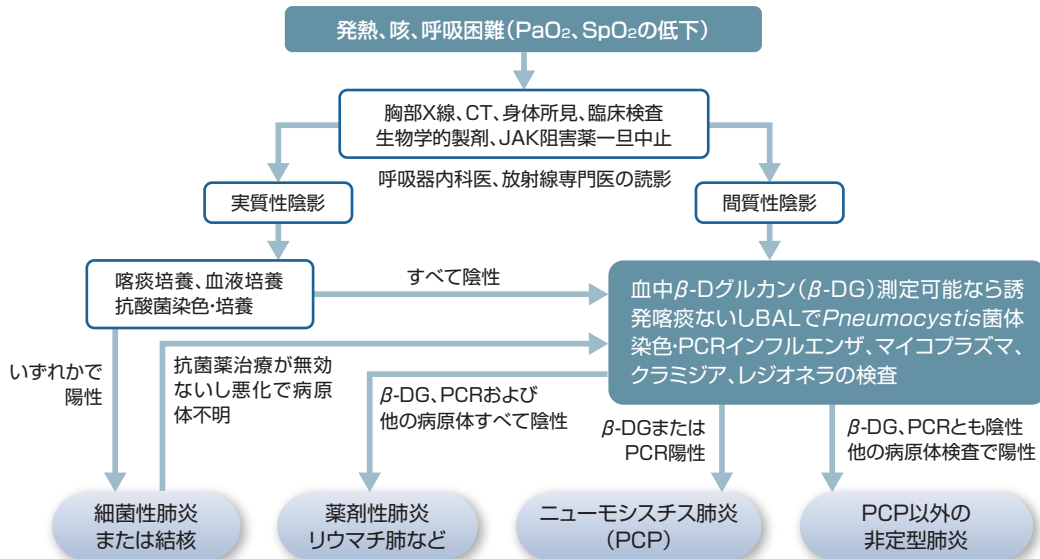 発熱、咳、呼吸困難（PaO₂、SpO₂の低下）
胸部X線、CT、身体所見、臨床検査
生物学的製剤、JAK阻害薬一旦中止
呼吸器内科医、放射線専門医の読影
実質性陰影
間質性陰影
喀痰培養、血液培養
抗酸菌染色・培養
すべて陰性
血中β-Dグルカン（β-DG）測定可能なら誘
発喀痰ないしBALでPneumocystis菌体
染色・PCRインフルエンザ、マイコプラズマ、
クラミジア、レジオネラの検査
いずれかで
陽性
抗菌薬治療が無効
ないし悪化で病原
体不明
β-DG、PCRおよび
他の病原体すべて陰性
β-DGまたは
PCR陽性
β-DG、PCRとも陰性
他の病原体検査で陽性
細菌性肺炎
または結核
薬剤性肺炎
リウマチ肺など
ニューモシスチス肺炎
（PCP）
PCP以外の
非定型肺炎